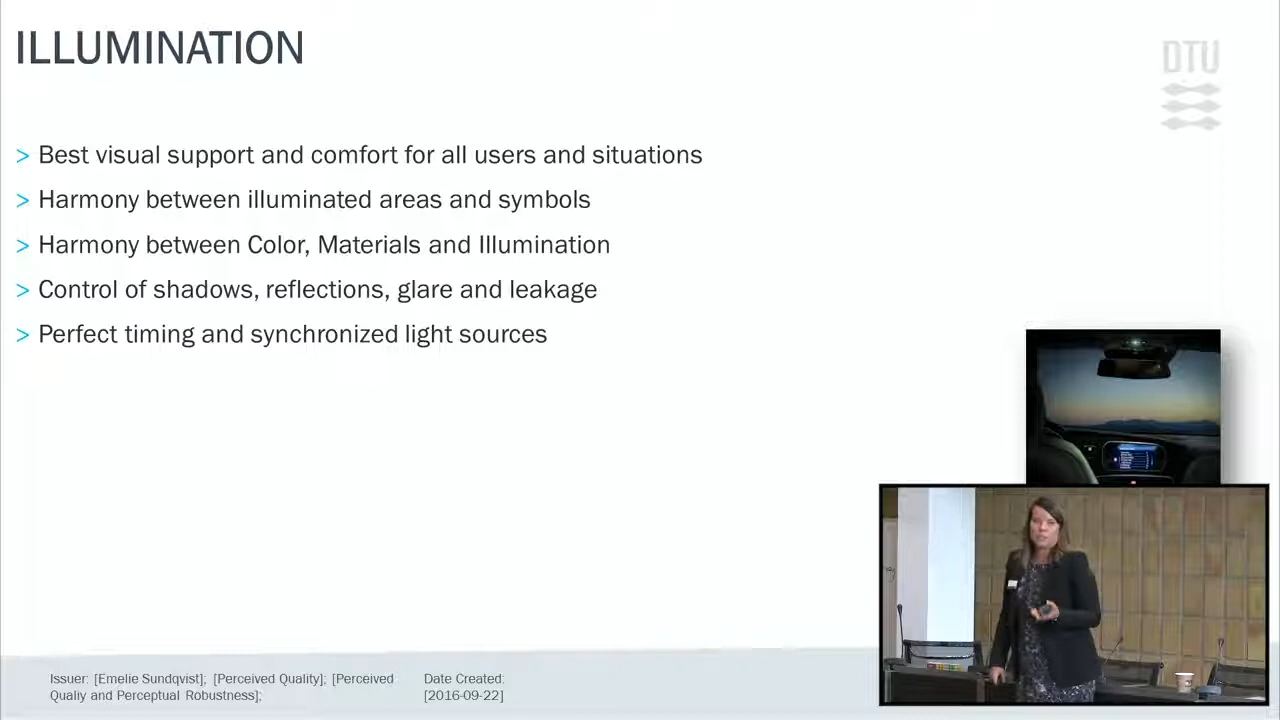 ILLUMINATION
DTU
> Best visual support and comfort for all users and situations
> Harmony between illuminated areas and symbols
> Harmony between Color, Materials and Illumination
> Control of shadows, reflections, glare and leakage
> Perfect timing and synchronized light sources
Issuer: [Emelie Sundqvist]; [Perceived Quality]; [Perceived
Qualiy and Perceptual Robustness];
Date Created:
[2016-09-22]